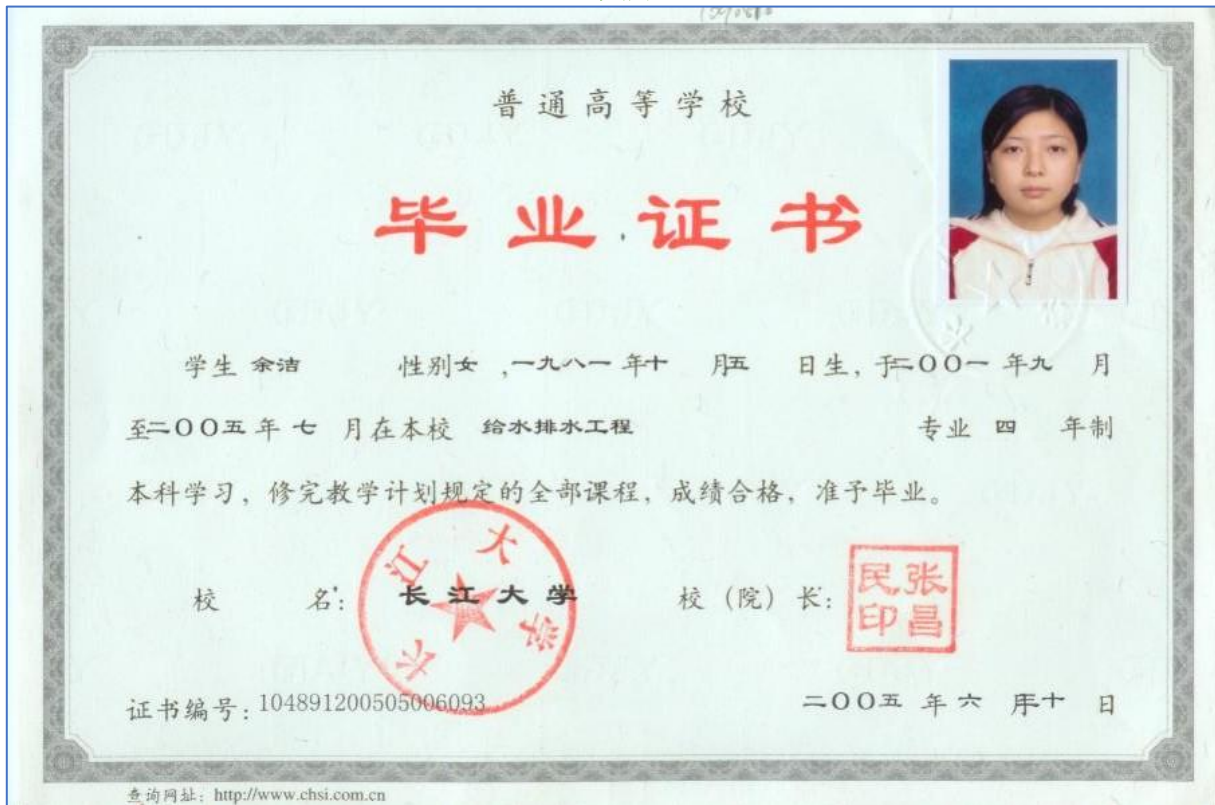 普通高等学校
毕业证书
学生 余洁 性别女 ,一九八一 年十 月五 日生, 于二〇〇一 年九 月
至二〇〇五 年 七 月在本校 给水排水工程 专业 四 年制
本科学习, 修完教学计划规定的全部课程, 成绩合格, 准予毕业。
长江大学
校 名: 长江大学 校 (院) 长:
张昌民印
证书编号: 104891200505006093 二〇〇五 年 六 月 十 日
查询网址: http://www.chsi.com.cn